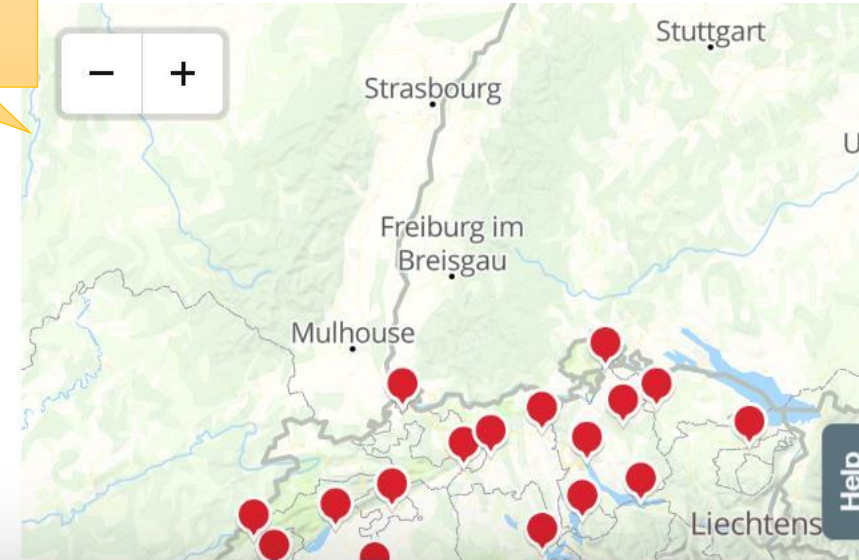 − +
Stuttgart
Strasbourg
U
Freiburg im
Breisgau
Mulhouse
Help
Liechtens